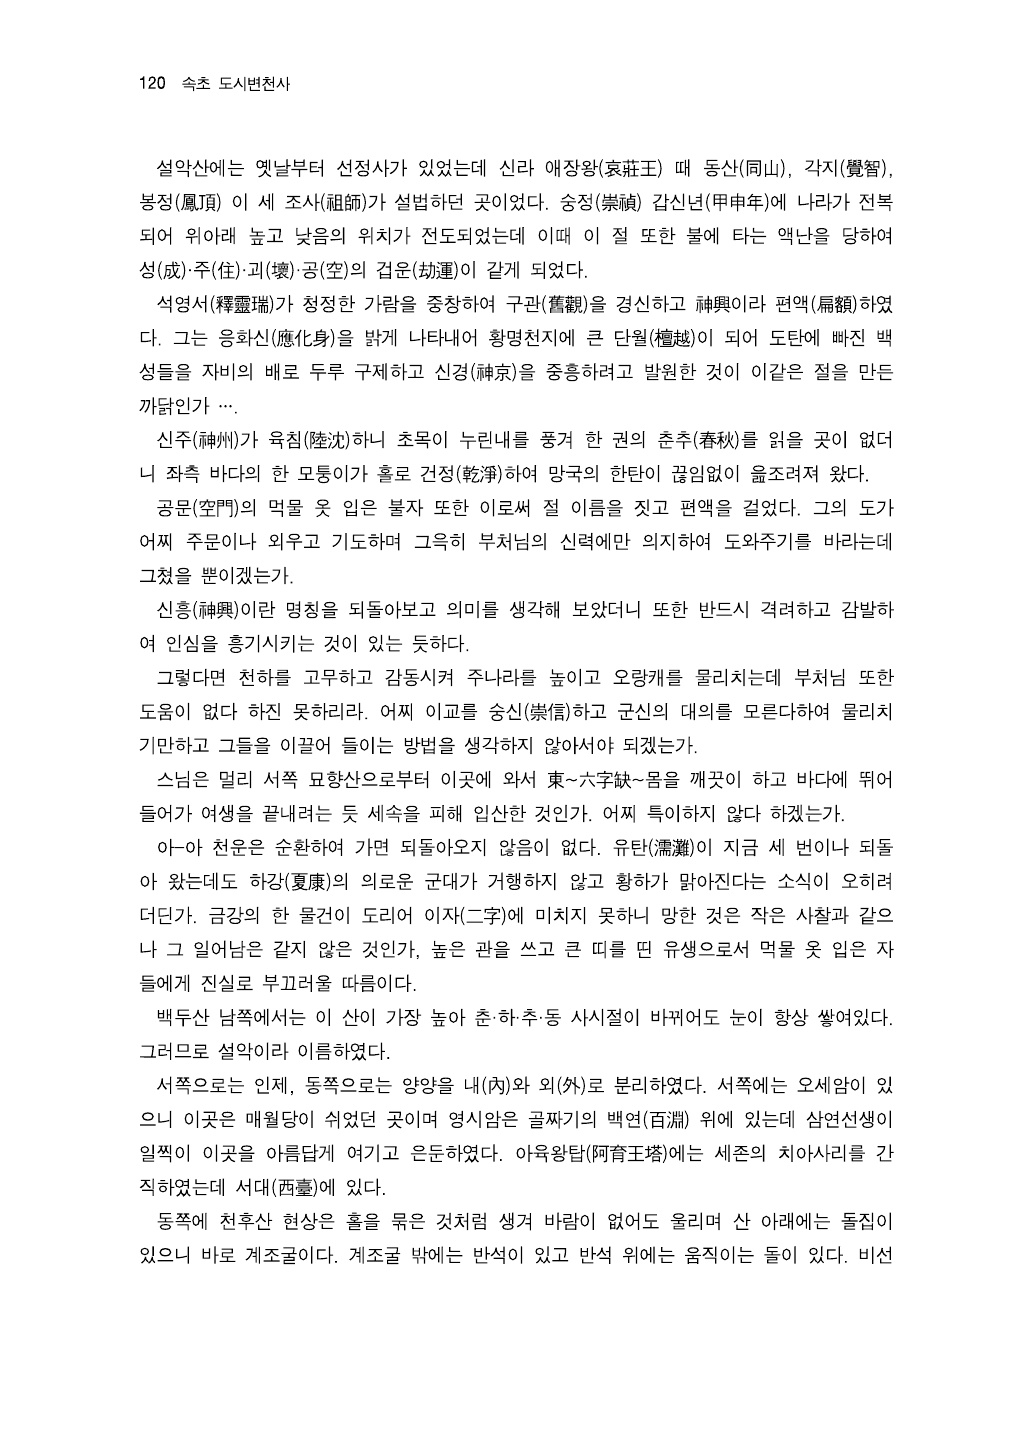 120 속초 도시변천사
설악산에는 옛날부터 선정사가 있었는데 신라 애장왕(哀莊王) 때 동산(同山), 각지(覺智),
봉정(鳳頂) 이 세 조사(祖師)가 설법하던 곳이었다. 숭정(崇禎) 갑신년(甲申年)에 나라가 전복
되어 위아래 높고 낮음의 위치가 전도되었는데 이때 이 절 또한 불에 타는 액난을 당하여
성(成)·주(住)·괴(壞)·공(空)의 겁운(劫運)이 같게 되었다.
석영서(釋靈瑞)가 청정한 가람을 중창하여 구관(舊觀)을 경신하고 神興이라 편액(扁額)하였
다. 그는 응화신(應化身)을 밝게 나타내어 황명천지에 큰 단월(檀越)이 되어 도탄에 빠진 백
성들을 자비의 배로 두루 구제하고 신경(神京)을 중흥하려고 발원한 것이 이같은 절을 만든
까닭인가 ….
신주(神州)가 육침(陸沈)하니 초목이 누린내를 풍겨 한 권의 춘추(春秋)를 읽을 곳이 없더
니 좌측 바다의 한 모퉁이가 홀로 건정(乾淨)하여 망국의 한탄이 끊임없이 읊조려져 왔다.
공문(空門)의 먹물 옷 입은 불자 또한 이로써 절 이름을 짓고 편액을 걸었다. 그의 도가
어찌 주문이나 외우고 기도하며 그윽히 부처님의 신력에만 의지하여 도와주기를 바라는데
그쳤을 뿐이겠는가.
신흥(神興)이란 명칭을 되돌아보고 의미를 생각해 보았더니 또한 반드시 격려하고 감발하
여 인심을 흥기시키는 것이 있는 듯하다.
그렇다면 천하를 고무하고 감동시켜 주나라를 높이고 오랑캐를 물리치는데 부처님 또한
도움이 없다 하진 못하리라. 어찌 이교를 숭신(崇信)하고 군신의 대의를 모른다하여 물리치
기만하고 그들을 이끌어 들이는 방법을 생각하지 않아서야 되겠는가.
스님은 멀리 서쪽 묘향산으로부터 이곳에 와서 東~六字缺~몸을 깨끗이 하고 바다에 뛰어
들어가 여생을 끝내려는 듯 세속을 피해 입산한 것인가. 어찌 특이하지 않다 하겠는가.
아-아 천운은 순환하여 가면 되돌아오지 않음이 없다. 유탄(濡灘)이 지금 세 번이나 되돌
아 왔는데도 하강(夏康)의 의로운 군대가 거행하지 않고 황하가 맑아진다는 소식이 오히려
더딘가. 금강의 한 물건이 도리어 이자(二字)에 미치지 못하니 망한 것은 작은 사찰과 같으
나 그 일어남은 같지 않은 것인가, 높은 관을 쓰고 큰 띠를 띤 유생으로서 먹물 옷 입은 자
들에게 진실로 부끄러울 따름이다.
백두산 남쪽에서는 이 산이 가장 높아 춘·하·추·동 사시절이 바뀌어도 눈이 항상 쌓여있다.
그러므로 설악이라 이름하였다.
서쪽으로는 인제, 동쪽으로는 양양을 내(內)와 외(外)로 분리하였다. 서쪽에는 오세암이 있
으니 이곳은 매월당이 쉬었던 곳이며 영시암은 골짜기의 백연(百淵) 위에 있는데 삼연선생이
일찍이 이곳을 아름답게 여기고 은둔하였다. 아육왕탑(阿育王塔)에는 세존의 치아사리를 간
직하였는데 서대(西臺)에 있다.
동쪽에 천후산 현상은 홀을 묶은 것처럼 생겨 바람이 없어도 울리며 산 아래에는 돌집이
있으니 바로 계조굴이다. 계조굴 밖에는 반석이 있고 반석 위에는 움직이는 돌이 있다. 비선